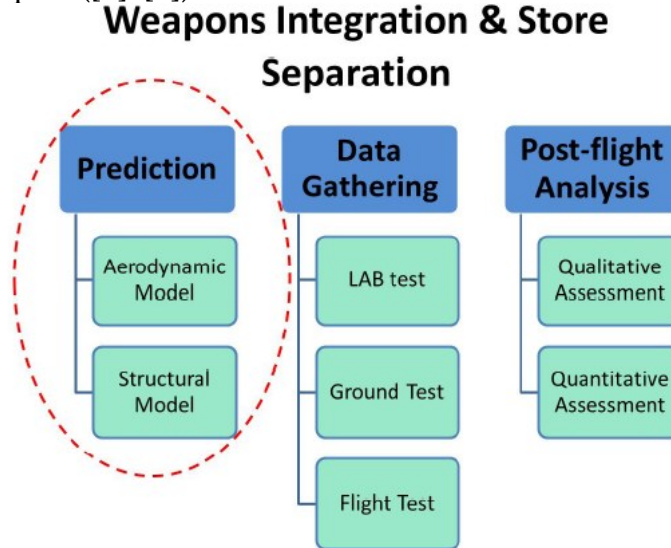 Weapons Integration & Store
Separation
Prediction
Aerodynamic
Model
Structural
Model
Data
Gathering
LAB test
Ground Test
Flight Test
Post-flight
Analysis
Qualitative
Assessment
Quantitative
Assessment